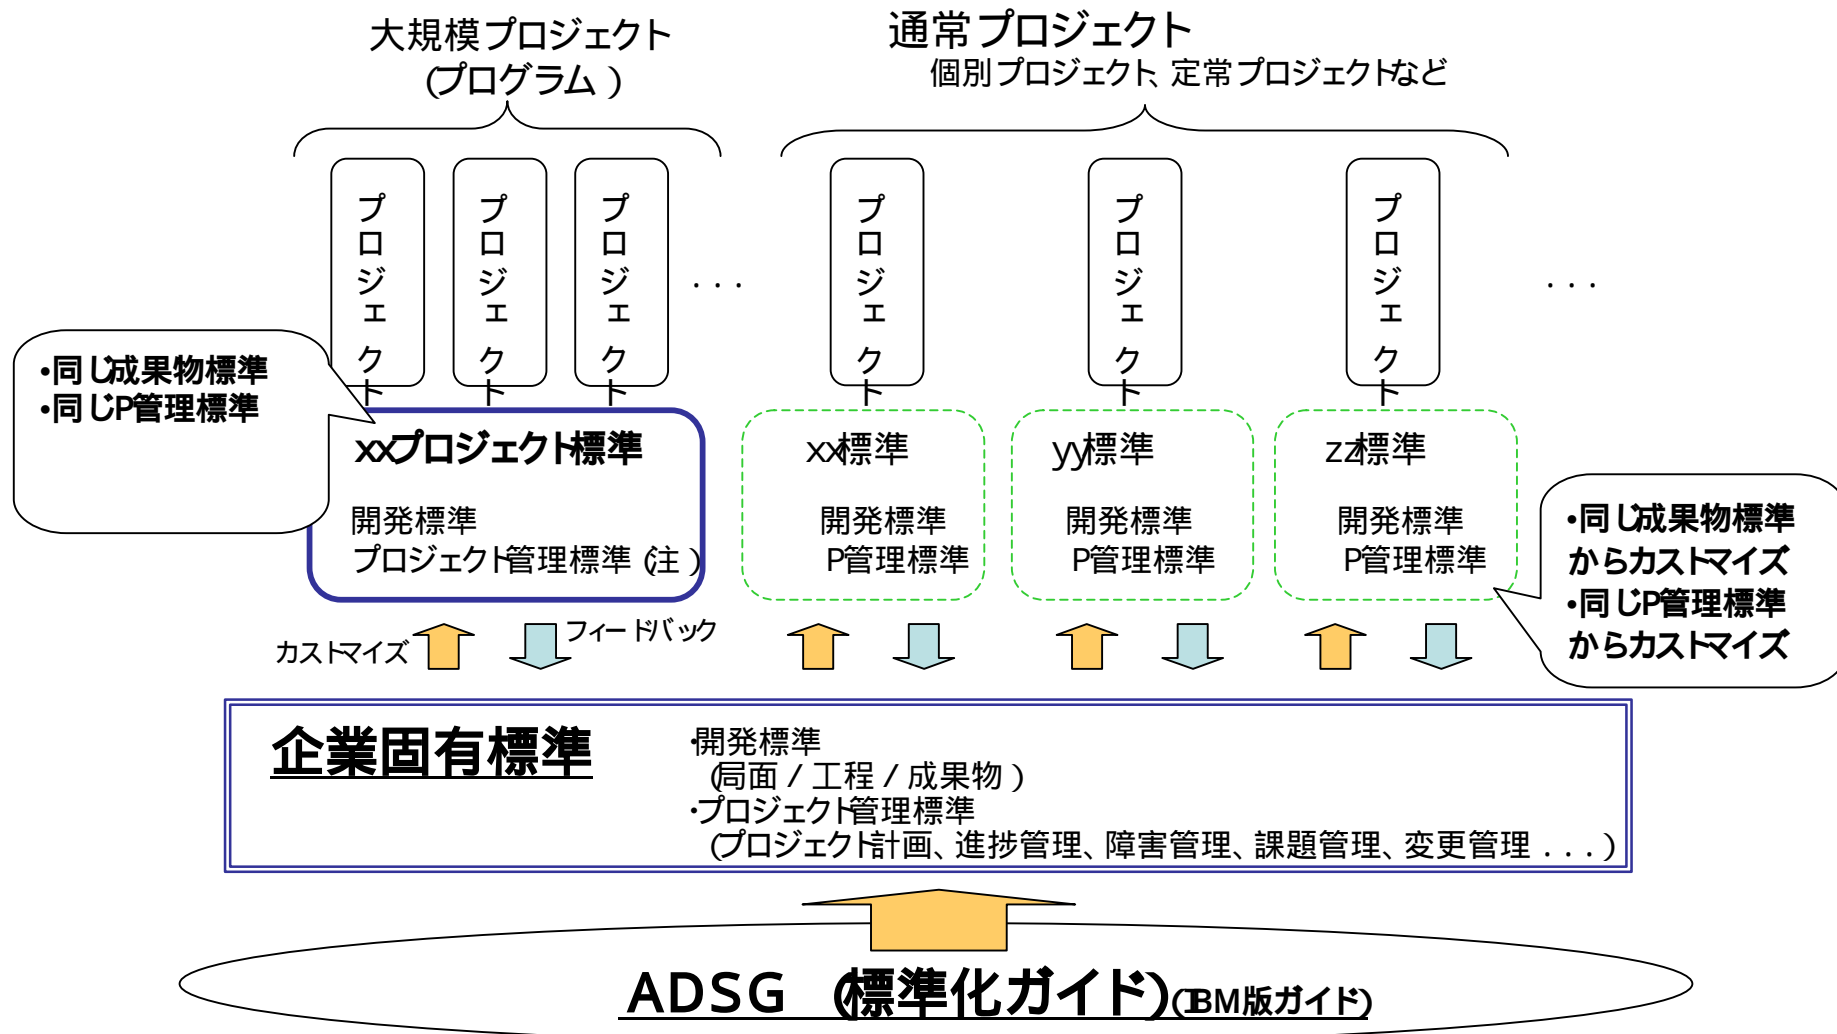 大規模プロジェクト
(プログラム)
通常プロジェクト
個別プロジェクト、定常プロジェクトなど
プロジェクト
プロジェクト
プロジェクト
...
プロジェクト
プロジェクト
プロジェクト
...
・同じ成果物標準
・同じP管理標準
xxプロジェクト標準
開発標準
プロジェクト管理標準(注)
xx標準
開発標準
P管理標準
yy標準
開発標準
P管理標準
zz標準
開発標準
P管理標準
・同じ成果物標準
からカストマイズ
・同じP管理標準
からカストマイズ
カストマイズ
フィードバック
企業固有標準
・開発標準
(局面/工程/成果物)
・プロジェクト管理標準
(プロジェクト計画、進捗管理、障害管理、課題管理、変更管理...)
ADSG (標準化ガイド)(IBM版ガイド)